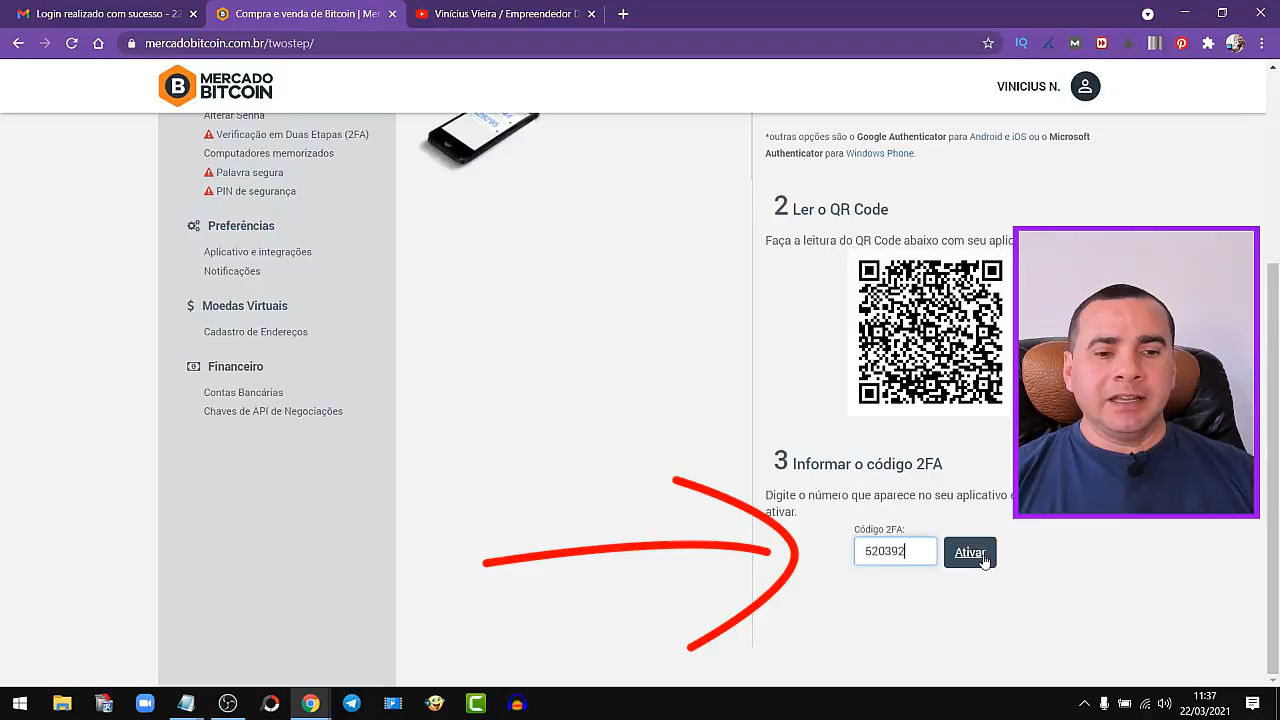 Login realizado com sucesso - 22
Compra e venda de Bitcoin | Mer
Vinícius Vieira / Empreendedor D
mercadobitcoin.com.br/twostep/
IQ
MERCADO
BITCOIN
VINICIUS N.
Alterar Senha
Verificação em Duas Etapas (2FA)
Computadores memorizados
Palavra segura
PIN de segurança
Preferências
Aplicativo e integrações
Notificações
$ Moedas Virtuais
Cadastro de Endereços
Financeiro
Contas Bancárias
Chaves de API de Negociações
*outras opções são o Google Authenticator para Android e iOS ou o Microsoft
Authenticator para Windows Phone.
2 Ler o QR Code
Faça a leitura do QR Code abaixo com seu aplic
3 Informar o código 2FA
Digite o número que aparece no seu aplicativo
ativar.
Código 2FA:
520392
Ativar
11:37
22/03/2021